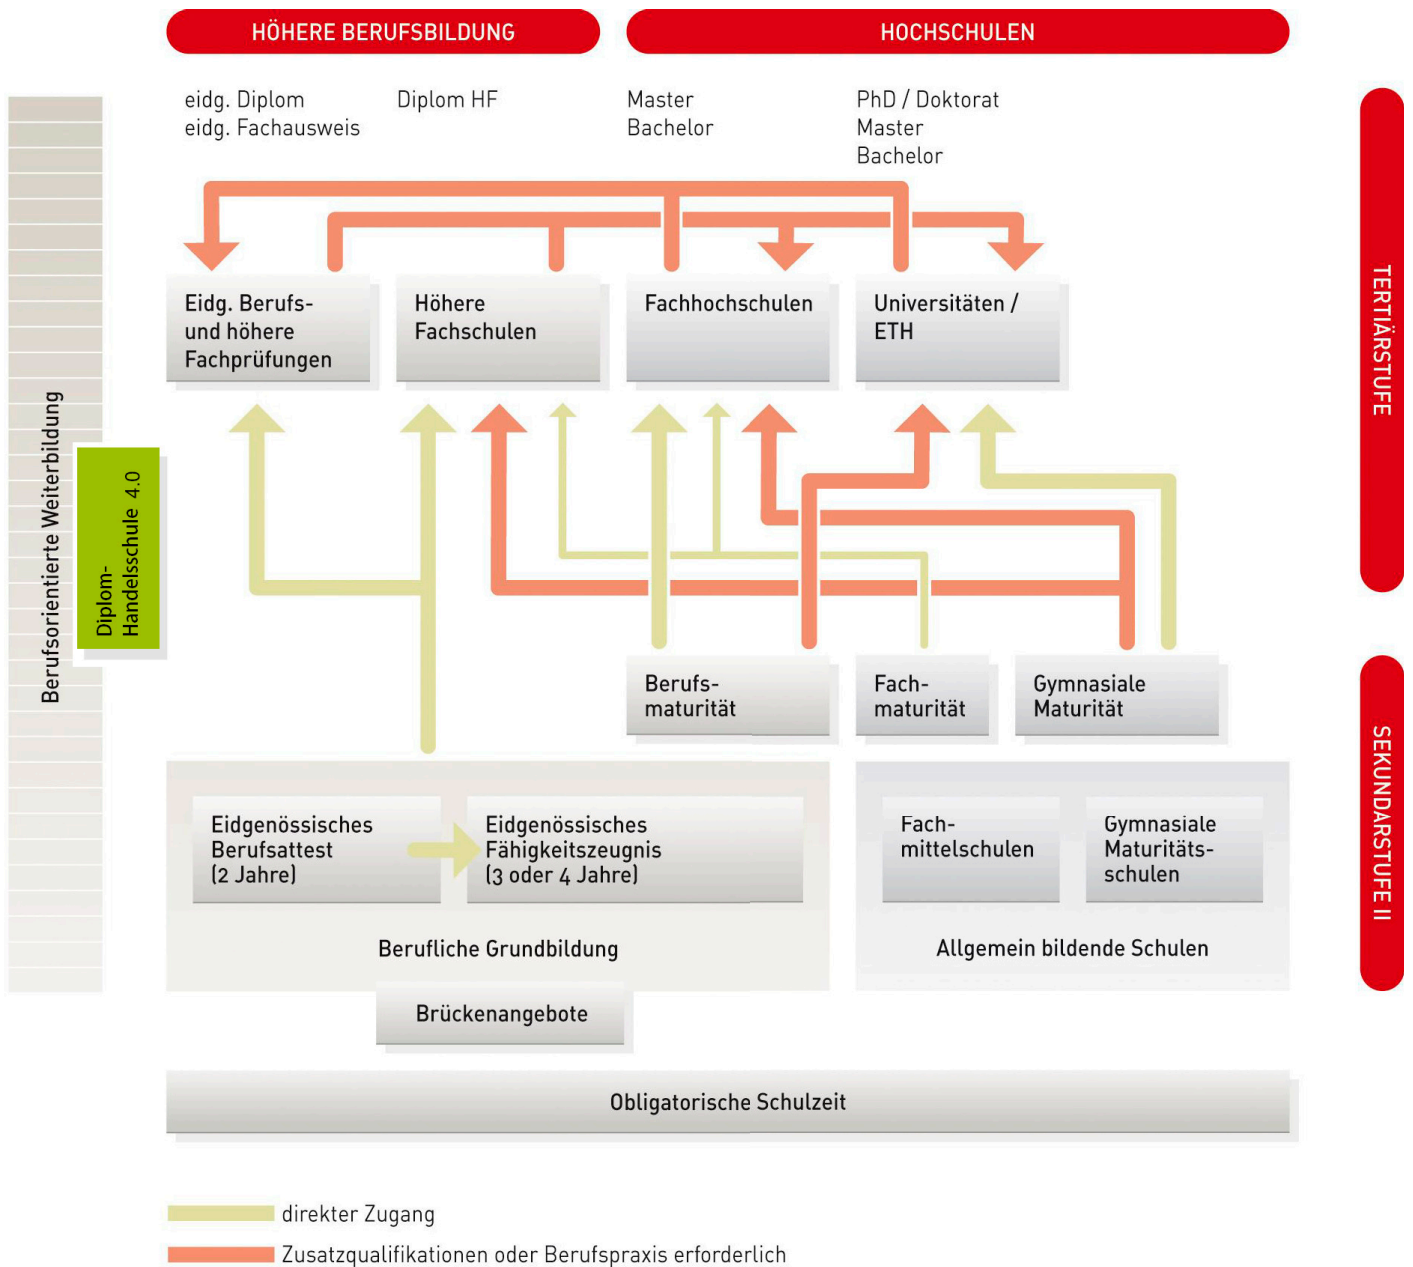 HÖHERE BERUFSBILDUNG
HOCHSCHULEN
eidg. Diplom
eidg. Fachausweis
Diplom HF
Master
Bachelor
PhD / Doktorat
Master
Bachelor
Eidg. Berufs-
und höhere
Fachprüfungen
Höhere
Fachschulen
Fachhochschulen
Universitäten /
ETH
TERTIÄRSTUFE
Berufsorientierte Weiterbildung
Diplom-
Handelsschule 4.0
Berufs-
maturität
Fach-
maturität
Gymnasiale
Maturität
SEKUNDARSTUFE II
Eidgenössisches
Berufsattest
(2 Jahre)
Eidgenössisches
Fähigkeitszeugnis
(3 oder 4 Jahre)
Fach-
mittelschulen
Gymnasiale
Maturitäts-
schulen
Berufliche Grundbildung
Allgemein bildende Schulen
Brückenangebote
Obligatorische Schulzeit
direkter Zugang
Zusatzqualifikationen oder Berufspraxis erforderlich